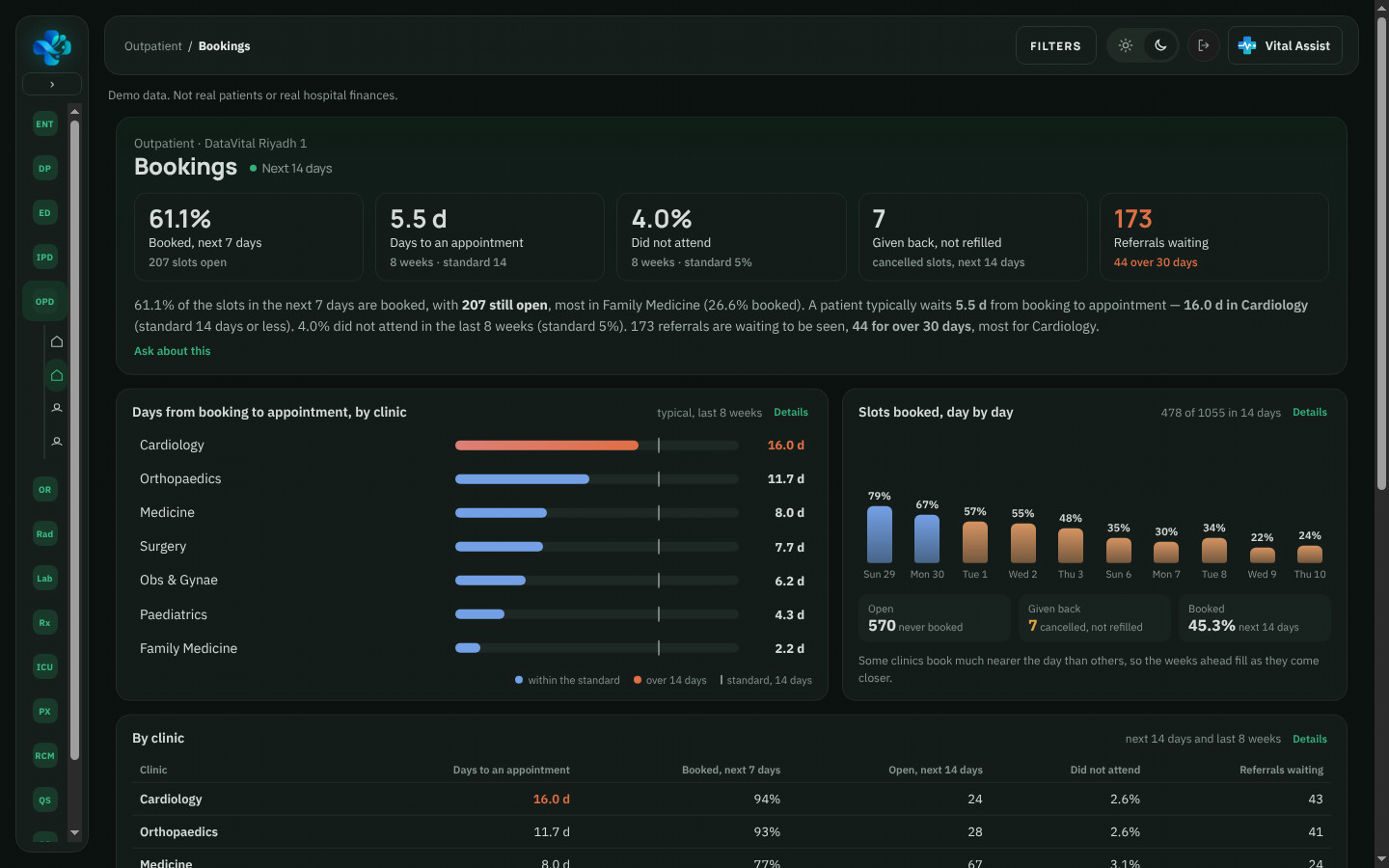 Outpatient / Bookings
FILTERS
Vital Assist
ENT
DP
ED
IPD
OPD
OR
Rad
Lab
Rx
ICU
PX
RCM
QS
Demo data. Not real patients or real hospital finances.
Outpatient · DataVital Riyadh 1
Bookings Next 14 days
61.1%
Booked, next 7 days
207 slots open
5.5 d
Days to an appointment
8 weeks · standard 14
4.0%
Did not attend
8 weeks · standard 5%
7
Given back, not refilled
cancelled slots, next 14 days
173
Referrals waiting
44 over 30 days
61.1% of the slots in the next 7 days are booked, with 207 still open, most in Family Medicine (26.6% booked). A patient typically waits 5.5 d from booking to appointment — 16.0 d in Cardiology
(standard 14 days or less). 4.0% did not attend in the last 8 weeks (standard 5%). 173 referrals are waiting to be seen, 44 for over 30 days, most for Cardiology.
Ask about this
Days from booking to appointment, by clinic typical, last 8 weeks Details
Cardiology 16.0 d
Orthopaedics 11.7 d
Medicine 8.0 d
Surgery 7.7 d
Obs & Gynae 6.2 d
Paediatrics 4.3 d
Family Medicine 2.2 d
within the standard over 14 days standard, 14 days
Slots booked, day by day 478 of 1055 in 14 days Details
79% 67% 57% 55% 48% 35% 30% 34% 22% 24%
Sun 29 Mon 30 Tue 1 Wed 2 Thu 3 Sun 6 Mon 7 Tue 8 Wed 9 Thu 10
Open
570 never booked
Given back
7 cancelled, not refilled
Booked
45.3% next 14 days
Some clinics book much nearer the day than others, so the weeks ahead fill as they come
closer.
By clinic next 14 days and last 8 weeks Details
Clinic Days to an appointment Booked, next 7 days Open, next 14 days Did not attend Referrals waiting
Cardiology 16.0 d 94% 24 2.6% 43
Orthopaedics 11.7 d 93% 28 2.6% 41
Medicine 8.0 d 77% 67 3.1% 24